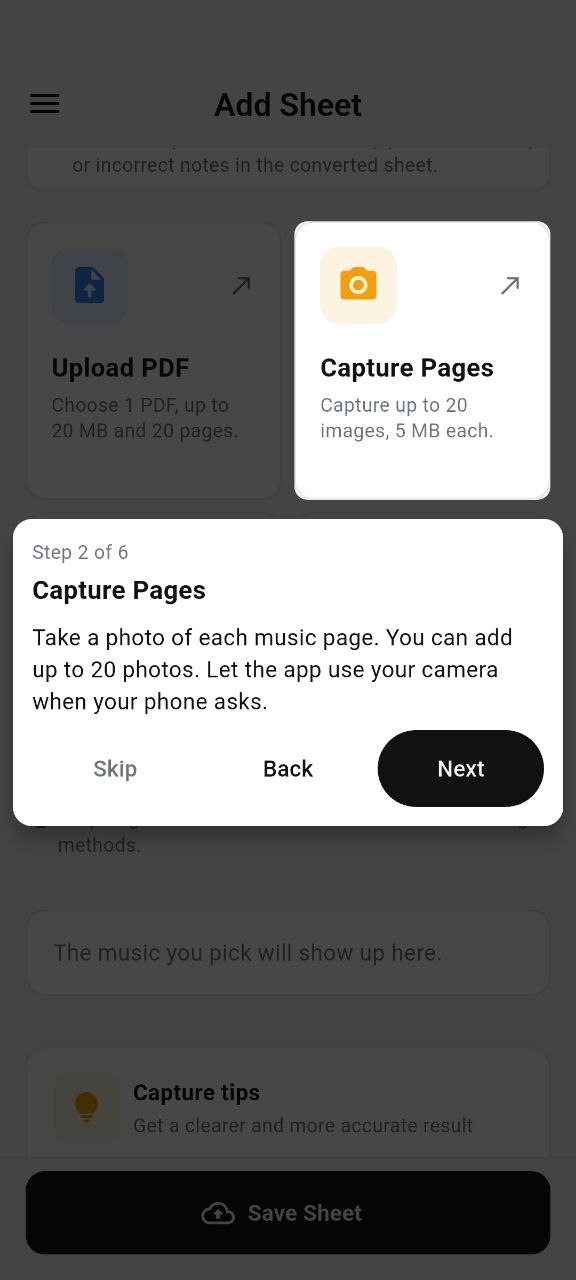 Add Sheet
or incorrect notes in the converted sheet.
Upload PDF
Choose 1 PDF, up to
20 MB and 20 pages.
Capture Pages
Capture up to 20
images, 5 MB each.
Step 2 of 6
Capture Pages
Take a photo of each music page. You can add
up to 20 photos. Let the app use your camera
when your phone asks.
Skip
Back
Next
methods.
The music you pick will show up here.
Capture tips
Get a clearer and more accurate result
Save Sheet